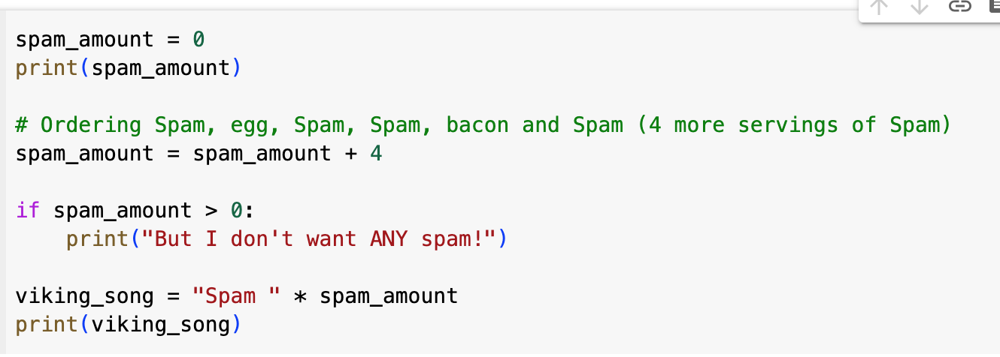 spam_amount = 0
print(spam_amount)
# Ordering Spam, egg, Spam, Spam, bacon and Spam (4 more servings of Spam)
spam_amount = spam_amount + 4
if spam_amount > 0:
    print("But I don't want ANY spam!")
viking_song = "Spam " * spam_amount
print(viking_song)